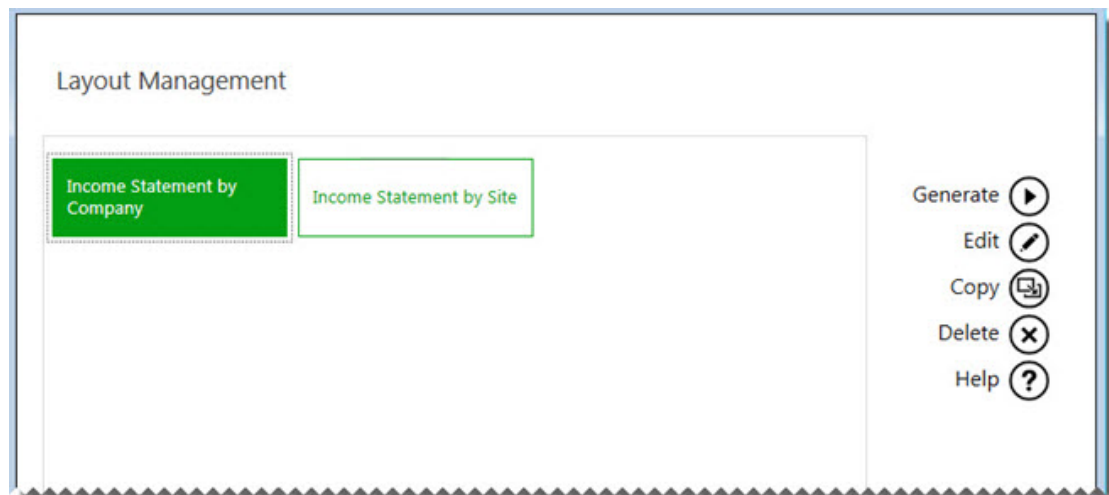 Layout Management
Income Statement by
Company
Income Statement by Site
Generate
Edit
Copy
Delete
Help
?